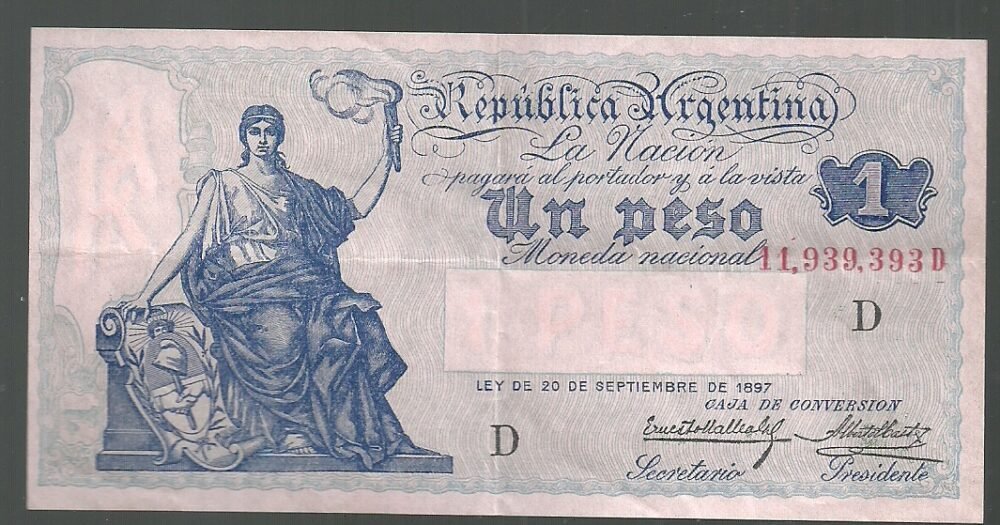 República Argentina
La Nación
pagará al portador y á la vista
1
Un peso
Moneda nacional
11,939,393 D
D
LEY DE 20 DE SEPTIEMBRE DE 1897
CAJA DE CONVERSION
D
Secretario
Presidente